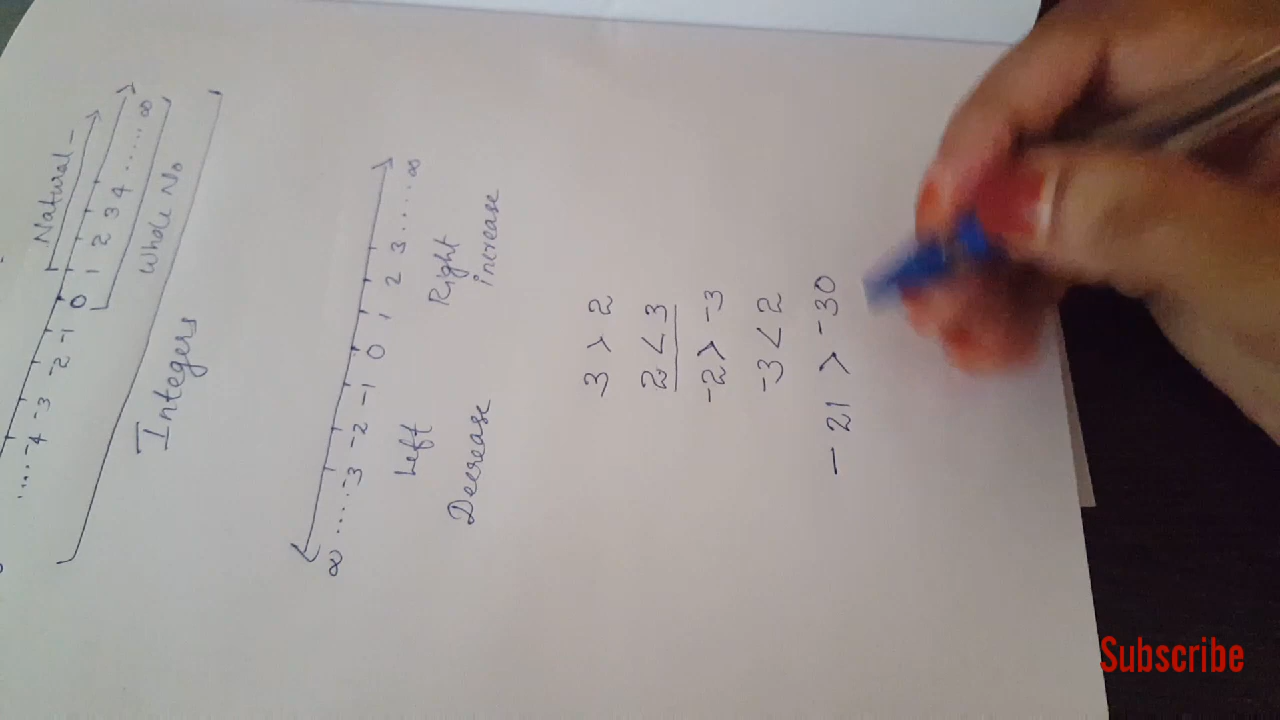 Natural
....-4 -3 -2 -1 0 1 2 3 4 ...... ∞
Whole No
Integers
∞ .....-3 -2 -1 0 1 2 3 ..... ∞
Left Right
Decrease increase
3 > 2
2 < 3
-2 > -3
-3 < 2
- 21 > -30
Subscribe